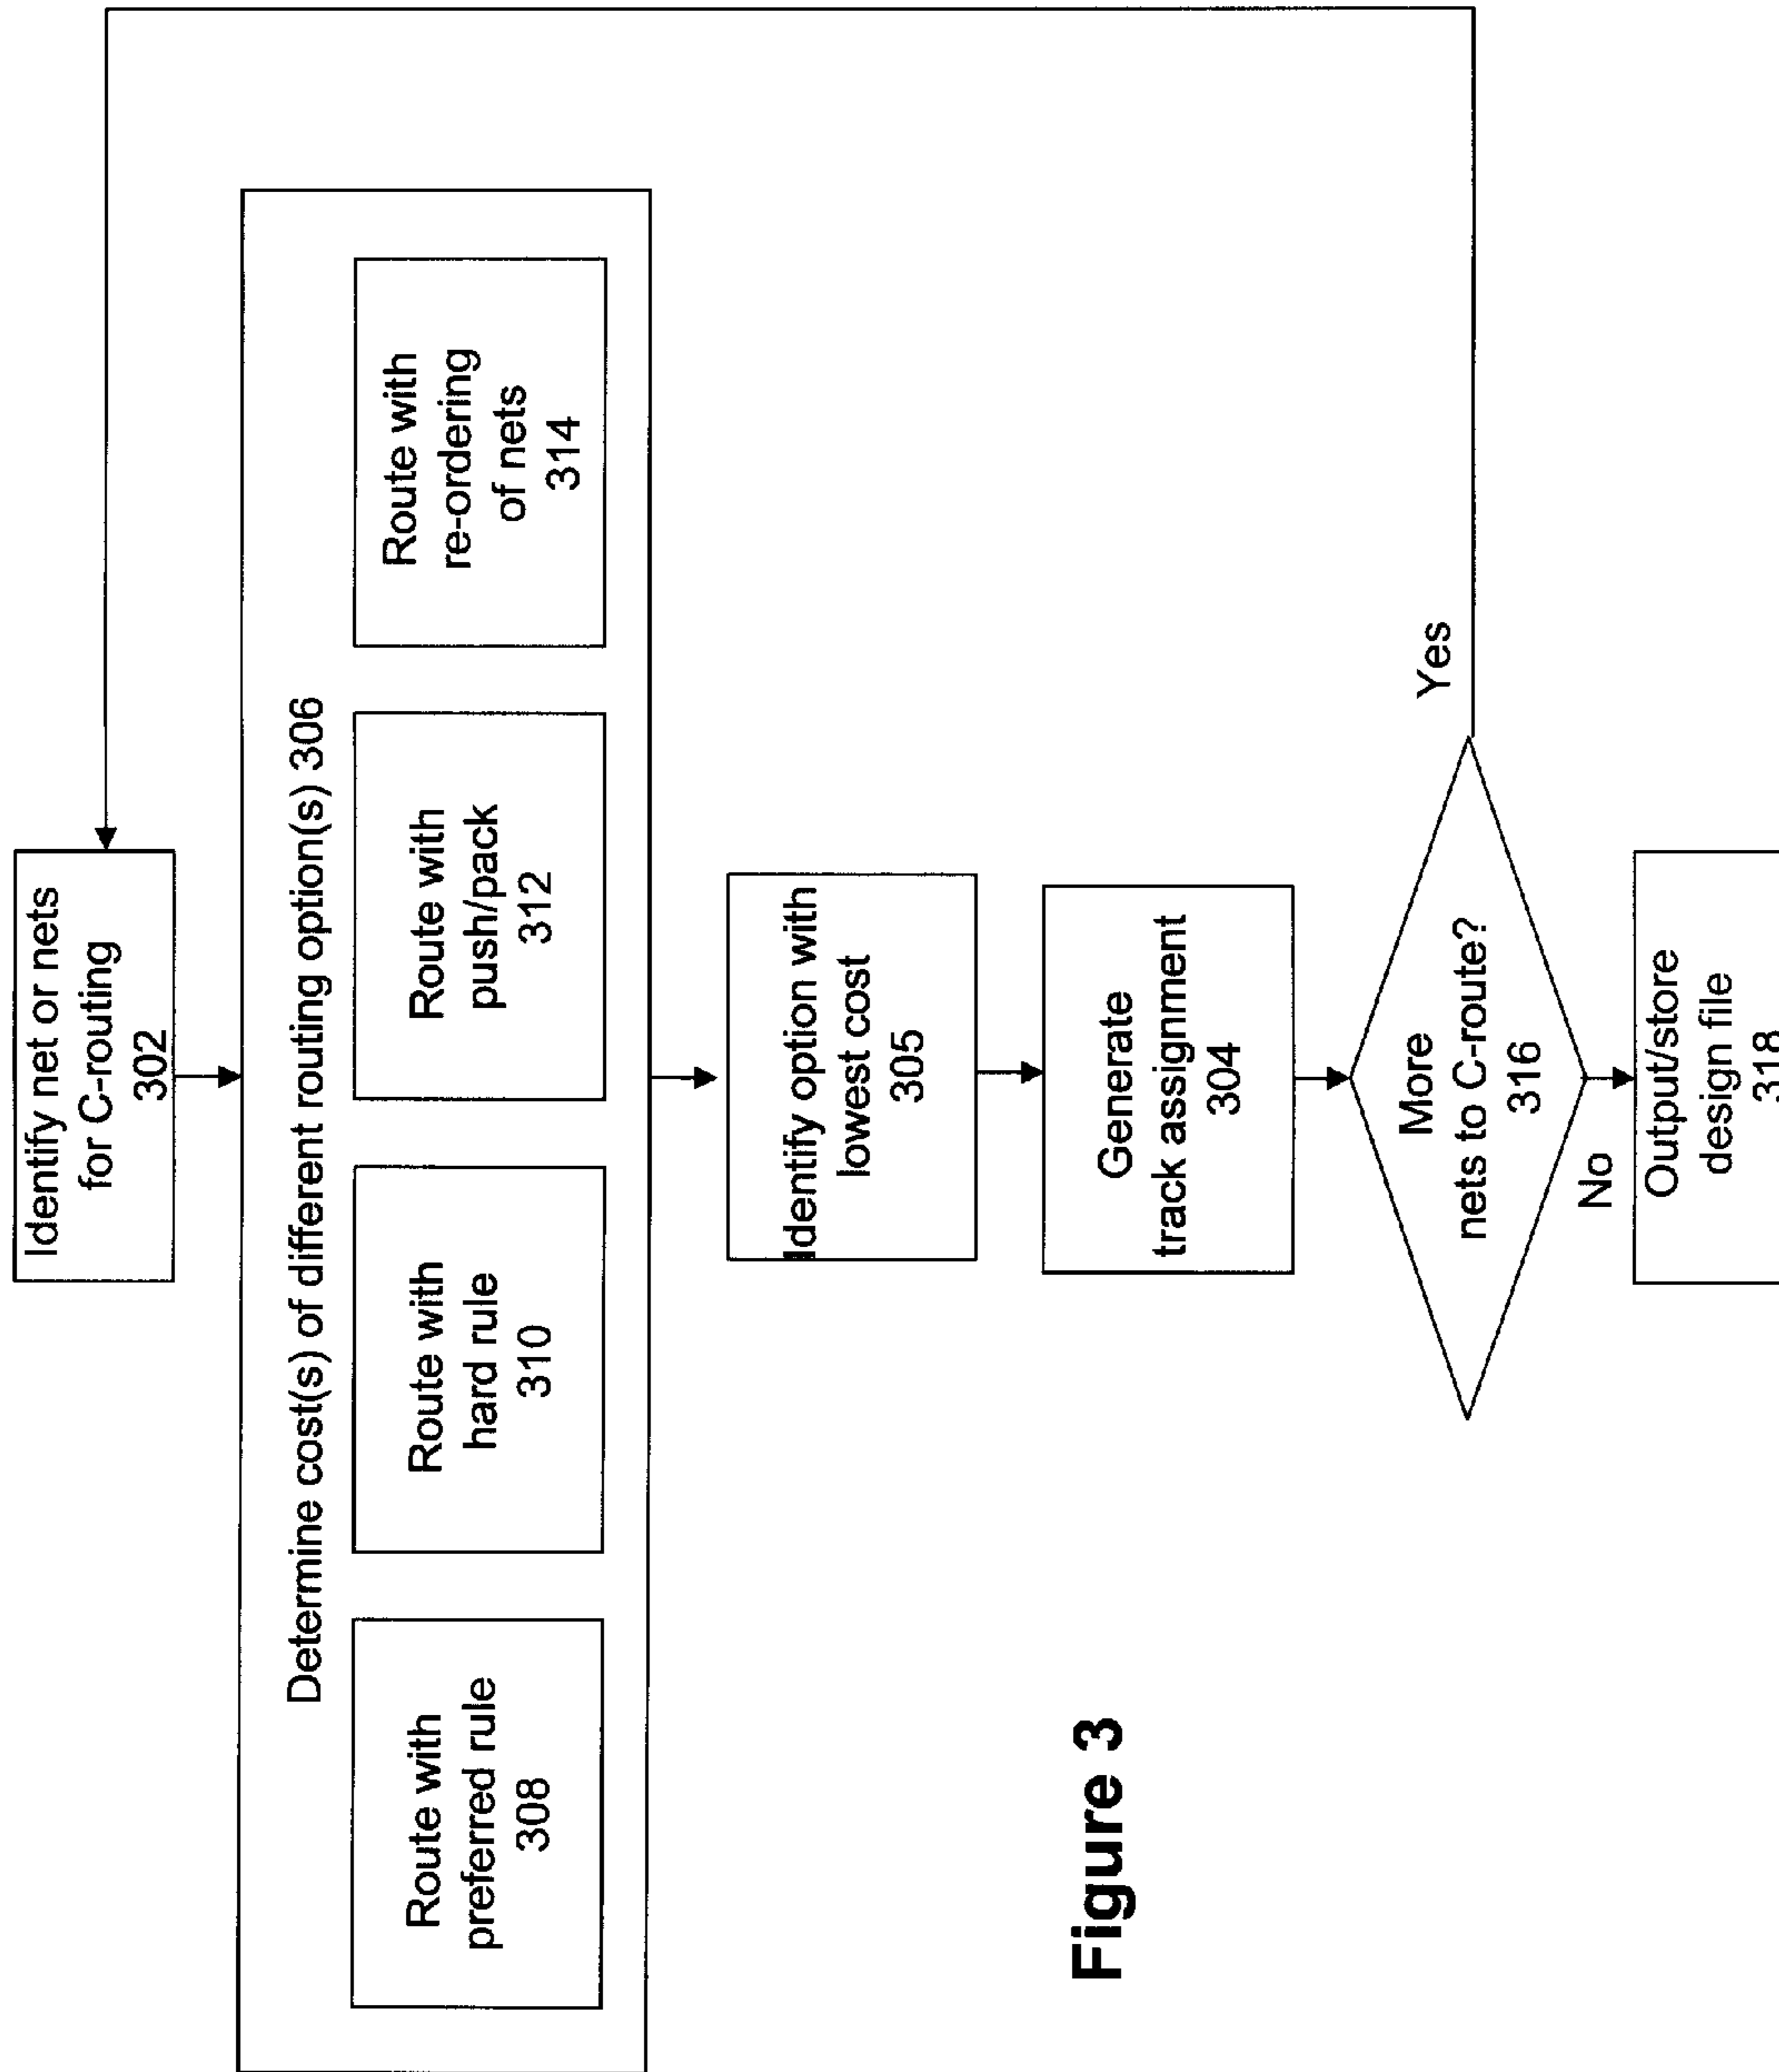 Identify net or nets
for C-routing
302
Determine cost(s) of different routing option(s) 306
Route with
preferred rule
308
Route with
hard rule
310
Route with
push/pack
312
Route with
re-ordering
of nets
314
Identify option with
lowest cost
305
Generate
track assignment
304
More
nets to C-route?
316
Yes
No
Output/store
design file
318
Figure 3